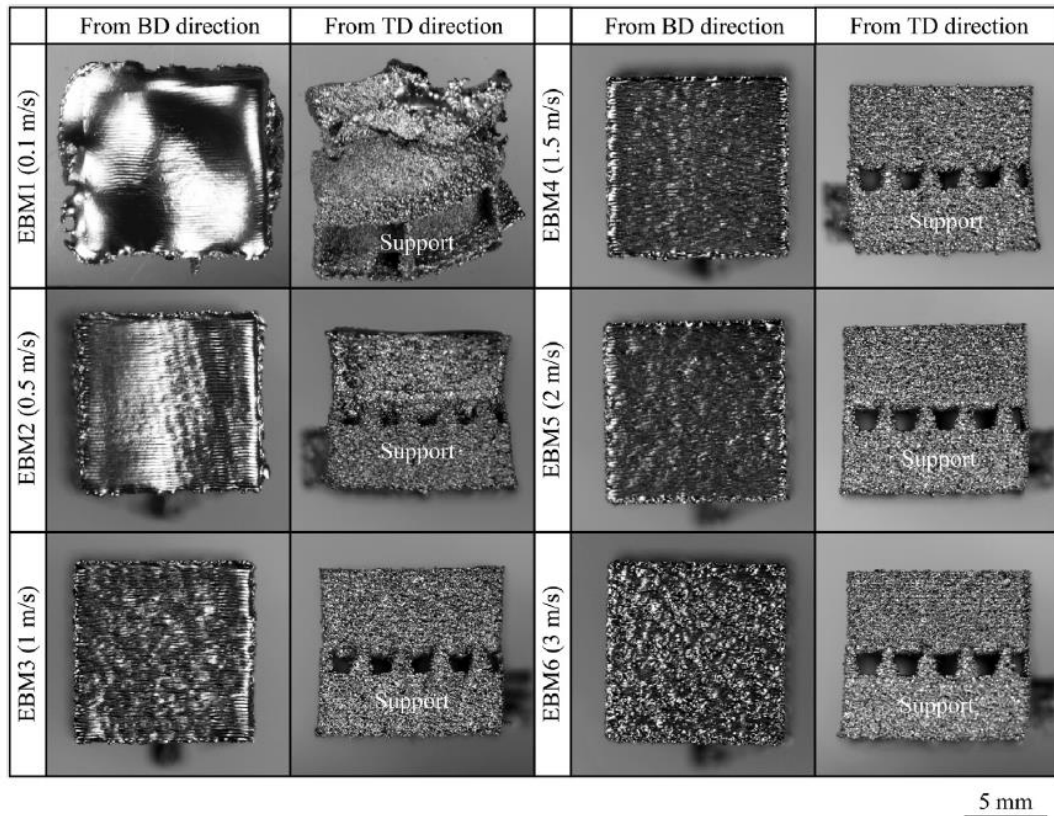 From BD direction From TD direction From BD direction From TD direction
EBM1 (0.1 m/s) Support EBM4 (1.5 m/s) Support
EBM2 (0.5 m/s) Support EBM5 (2 m/s) Support
EBM3 (1 m/s) Support EBM6 (3 m/s) Support
5 mm